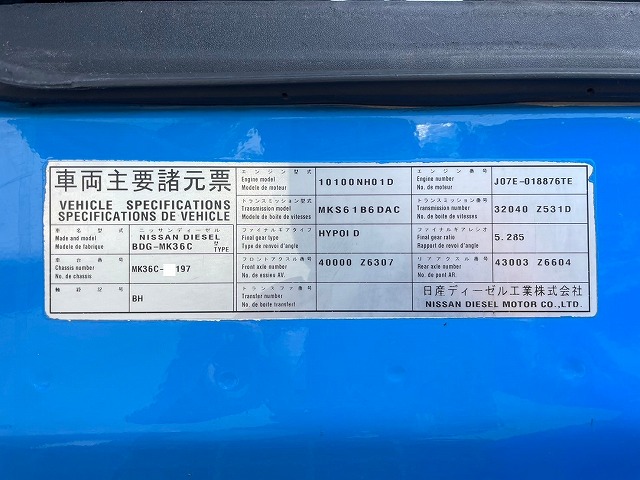 車両主要諸元票
VEHICLE SPECIFICATIONS
SPECIFICATIONS DE VEHICLE
車名型式
Made and model
Modele de fabrique
ニッサンディーゼル
NISSAN DIESEL
BDG-MK36C 型 TYPE
車台番号
Chassis number
No. de chassis
MK36C- 197
軸距記号
BH
エンジン型式
Engine model
Modele de moteur
10100NH01D
エンジン番号
Engine number
No. de moteur
J07E-018876TE
トランスミッション型式
Transmission model
Modele de boite de vitesses
MKS61B6DAC
トランスミッション番号
Transmission number
No. de boite de vitesses
32040 Z531D
ファイナルギアタイプ
Final gear type
Type de renvoi d'angle
HYPOID
ファイナルギアレシオ
Final gear ratio
Rapport de renvoi d'angle
5.285
フロントアクスル番号
Front axle number
No. de essieu AV.
40000 Z6307
リアアクスル番号
Rear axle number
No. de pont AR.
43003 Z6604
トランスファ番号
Transfer number
No. de boite transfert
日産ディーゼル工業株式会社
NISSAN DIESEL MOTOR CO.,LTD.